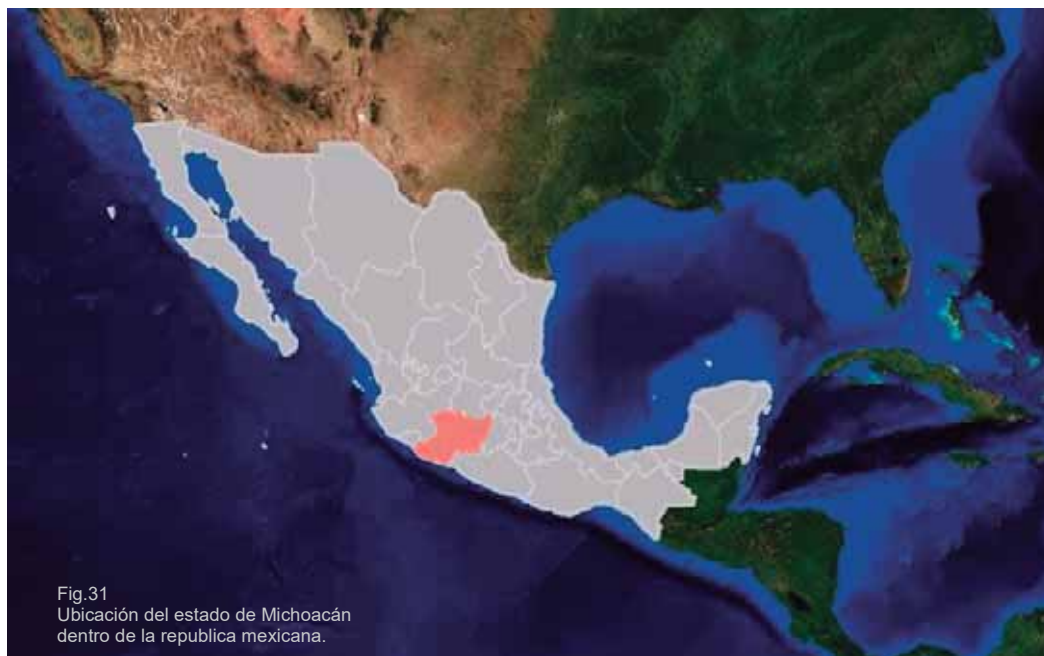 Fig.31
Ubicación del estado de Michoacán
dentro de la republica mexicana.